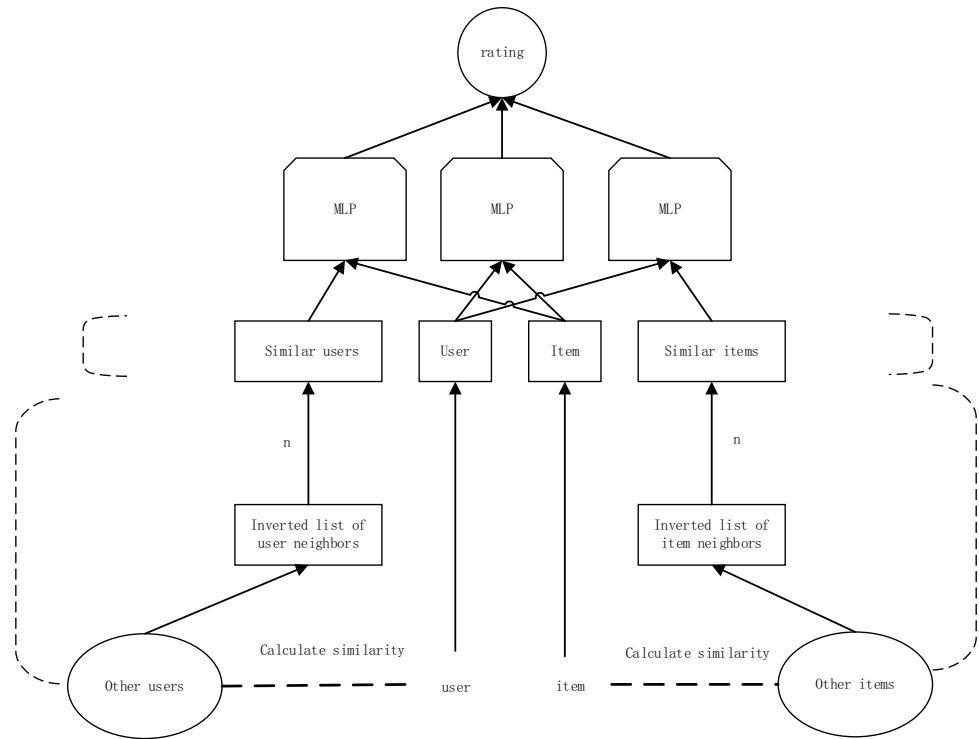 rating
MLP
MLP
MLP
Similar users
User
Item
Similar items
n
n
Inverted list of
user neighbors
Inverted list of
item neighbors
Calculate similarity
Calculate similarity
Other users
user
item
Other items